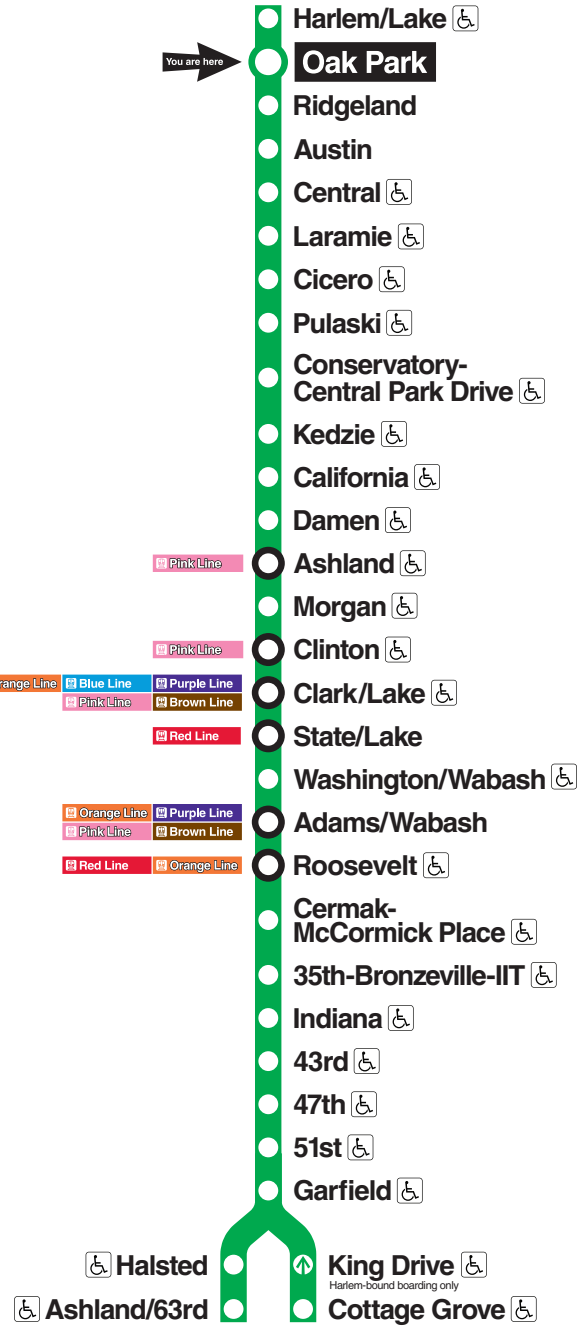 Harlem/Lake
You are here
Oak Park
Ridgeland
Austin
Central
Laramie
Cicero
Pulaski
Conservatory-
Central Park Drive
Kedzie
California
Damen
Pink Line Ashland
Morgan
Pink Line Clinton
range Line Blue Line Purple Line
Pink Line Brown Line
Clark/Lake
Red Line State/Lake
Washington/Wabash
Orange Line Purple Line
Pink Line Brown Line
Adams/Wabash
Red Line Orange Line Roosevelt
Cermak-
McCormick Place
35th-Bronzeville-IIT
Indiana
43rd
47th
51st
Garfield
Halsted King Drive
Harlem-bound boarding only
Ashland/63rd Cottage Grove